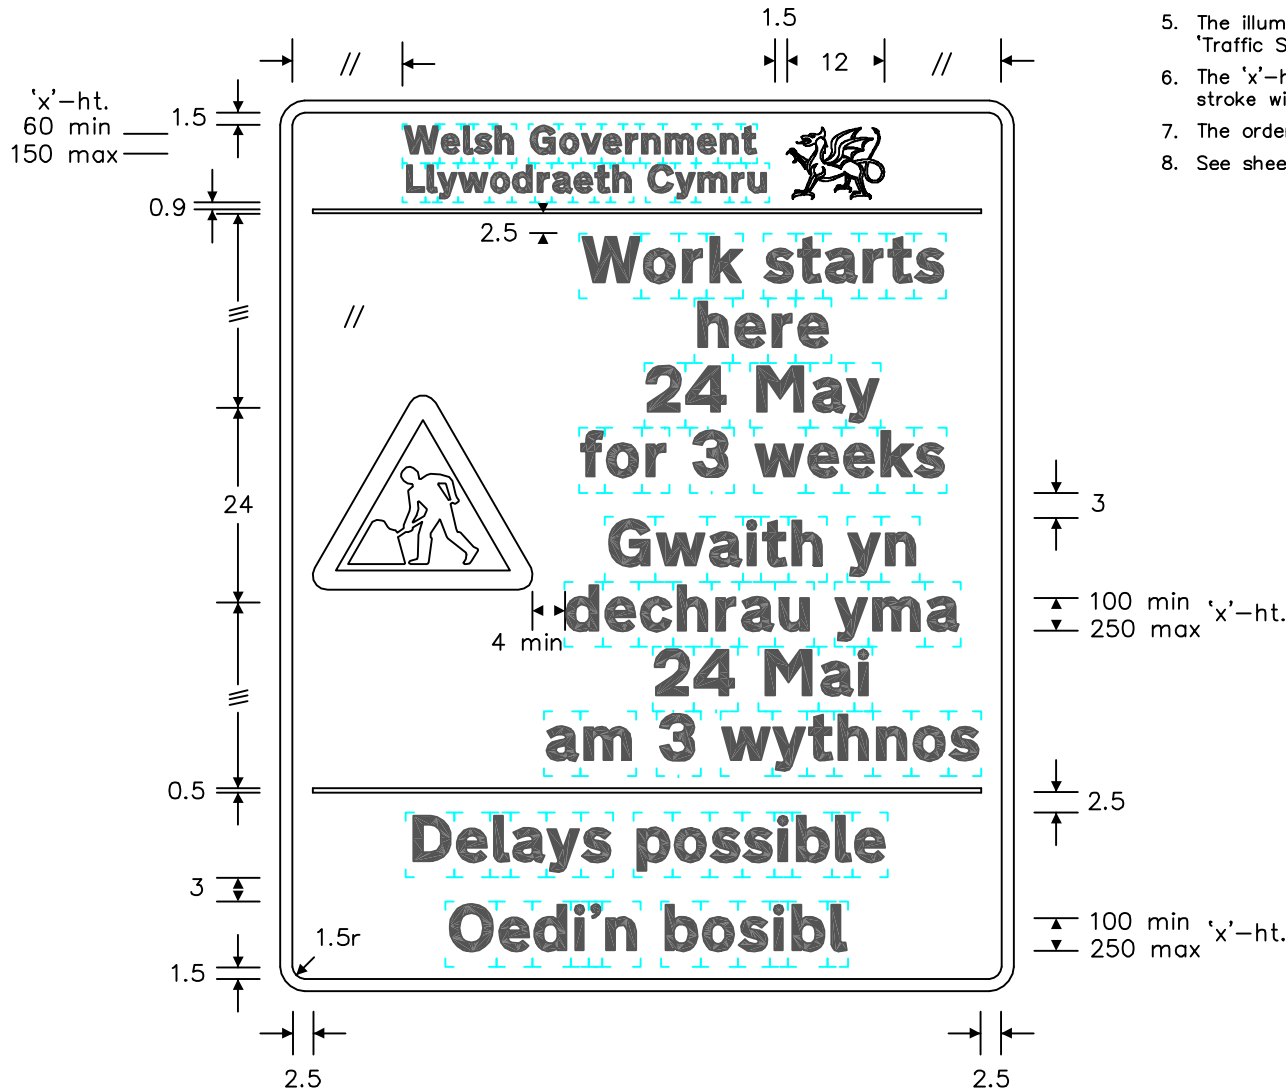 1.5
//
12
//
5. The illum
'Traffic S
6. The 'x'-h
stroke wi
7. The order
8. See shee
'x'-ht.
60 min
150 max
1.5
Welsh Government
Llywodraeth Cymru
0.9
2.5
Work starts
here
24 May
for 3 weeks
//
24
3
Gwaith yn
dechrau yma
24 Mai
am 3 wythnos
4 min
100 min
250 max
'x'-ht.
0.5
2.5
Delays possible
3
Oedi'n bosibl
100 min
250 max
'x'-ht.
1.5r
1.5
2.5
2.5